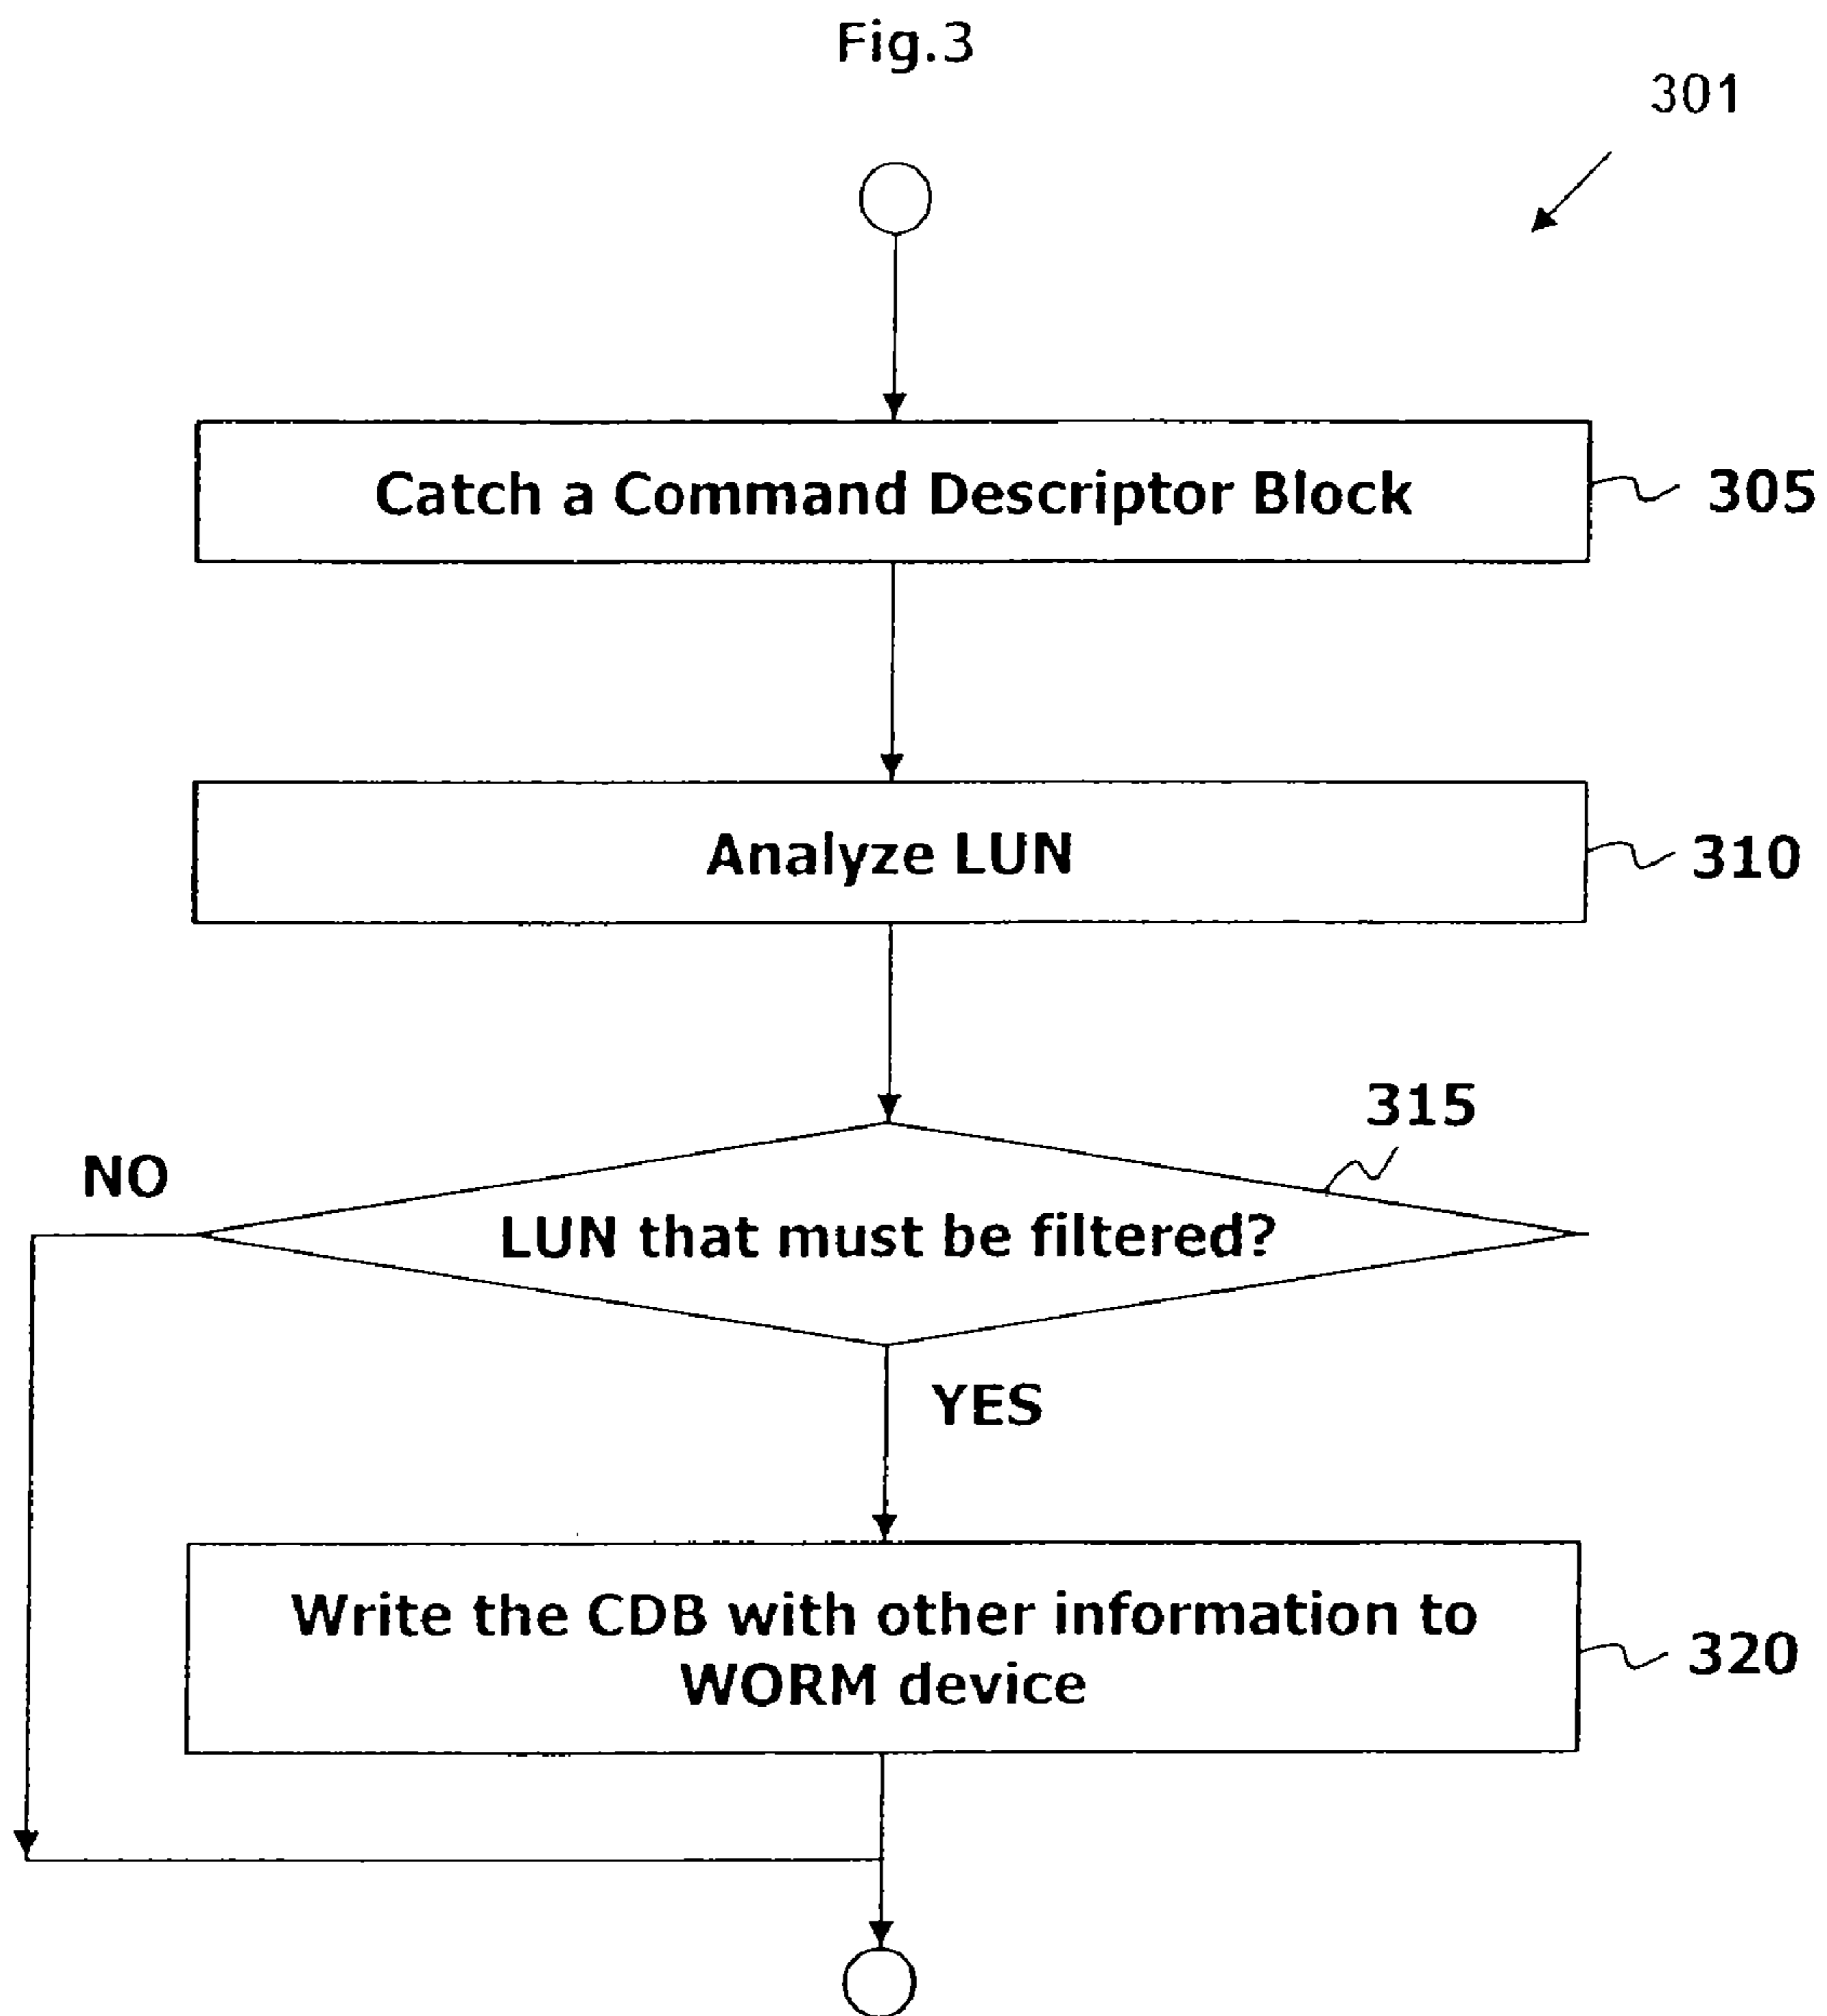 Fig.3
301
Catch a Command Descriptor Block
305
Analyze LUN
310
315
NO
LUN that must be filtered?
YES
Write the CDB with other information to
WORM device
320